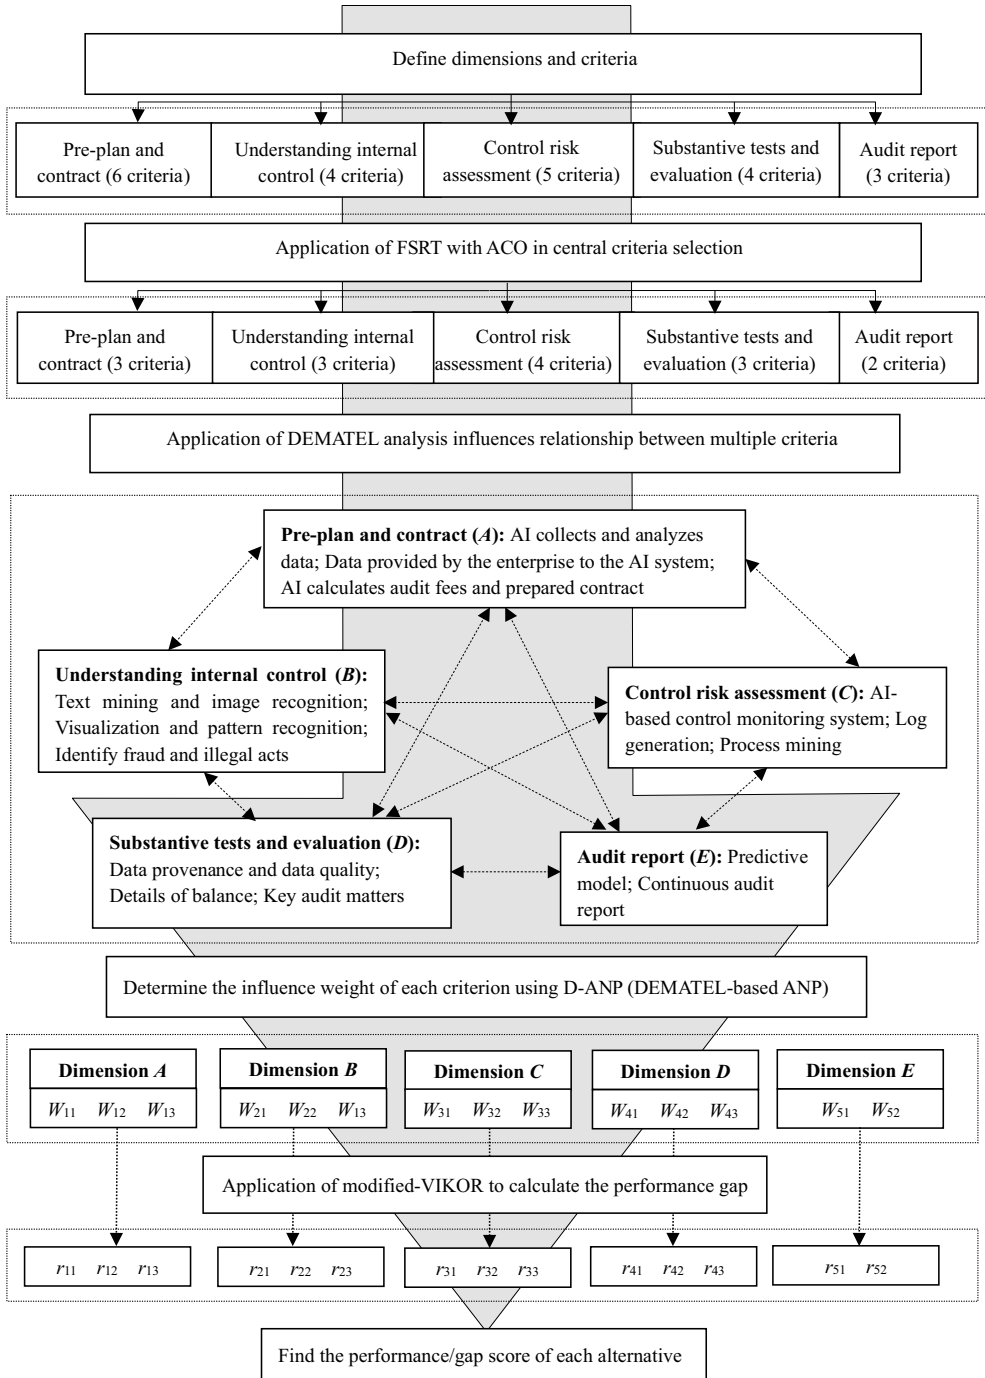 Define dimensions and criteria
Pre-plan and
contract (6 criteria)
Understanding internal
control (4 criteria)
Control risk
assessment (5 criteria)
Substantive tests and
evaluation (4 criteria)
Audit report
(3 criteria)
Application of FSRT with ACO in central criteria selection
Pre-plan and
contract (3 criteria)
Understanding internal
control (3 criteria)
Control risk
assessment (4 criteria)
Substantive tests and
evaluation (3 criteria)
Audit report
(2 criteria)
Application of DEMATEL analysis influences relationship between multiple criteria
Pre-plan and contract (A): AI collects and analyzes
data; Data provided by the enterprise to the AI system;
AI calculates audit fees and prepared contract
Understanding internal control (B):
Text mining and image recognition;
Visualization and pattern recognition;
Identify fraud and illegal acts
Control risk assessment (C): AI-
based control monitoring system; Log
generation; Process mining
Substantive tests and evaluation (D):
Data provenance and data quality;
Details of balance; Key audit matters
Audit report (E): Predictive
model; Continuous audit
report
Determine the influence weight of each criterion using D-ANP (DEMATEL-based ANP)
Dimension A
W11 W12 W13
Dimension B
W21 W22 W13
Dimension C
W31 W32 W33
Dimension D
W41 W42 W43
Dimension E
W51 W52
Application of modified-VIKOR to calculate the performance gap
r11 r12 r13
r21 r22 r23
r31 r32 r33
r41 r42 r43
r51 r52
Find the performance/gap score of each alternative